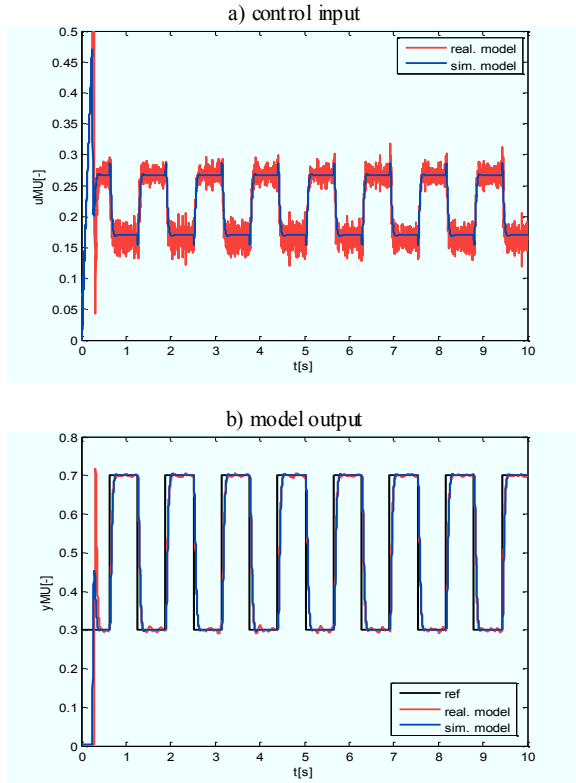 a) control input
0.5
0.45
0.4
0.35
0.3
0.25
0.2
0.15
0.1
0.05
0
uMU[-]
real. model
sim. model
0 1 2 3 4 5 6 7 8 9 10
t[s]
b) model output
0.8
0.7
0.6
0.5
0.4
0.3
0.2
0.1
0
yMU[-]
ref
real. model
sim. model
0 1 2 3 4 5 6 7 8 9 10
t[s]